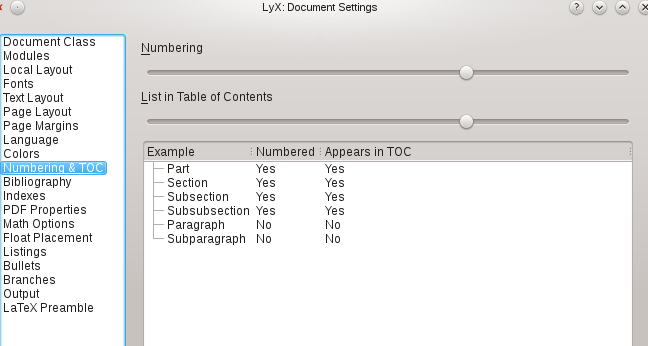 LyX: Document Settings
Document Class
Modules
Local Layout
Fonts
Text Layout
Page Layout
Page Margins
Language
Colors
Numbering & TOC
Bibliography
Indexes
PDF Properties
Math Options
Float Placement
Listings
Bullets
Branches
Output
LaTeX Preamble
Numbering
List in Table of Contents
Example Numbered Appears in TOC
Part Yes Yes
Section Yes Yes
Subsection Yes Yes
Subsubsection Yes Yes
Paragraph No No
Subparagraph No No